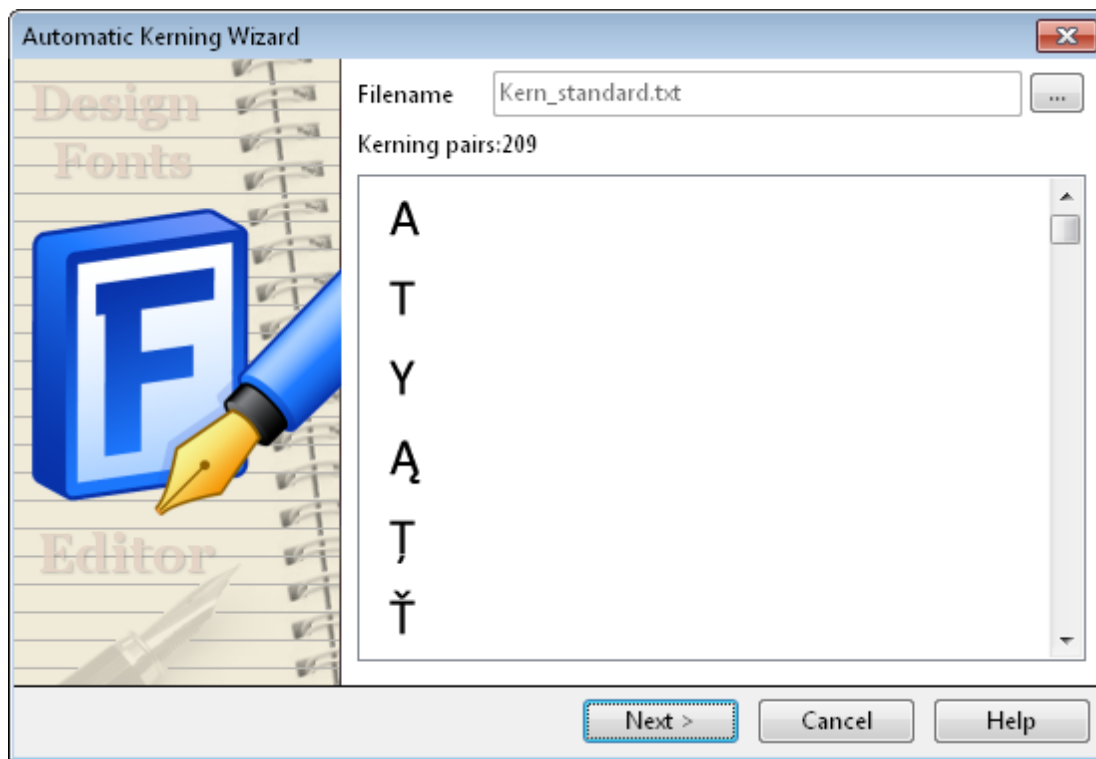 Automatic Kerning Wizard
Design
Fonts
F
Editor
Filename Kern_standard.txt ...
Kerning pairs:209
A
T
Y
Ą
Ț
Ť
Next > Cancel Help